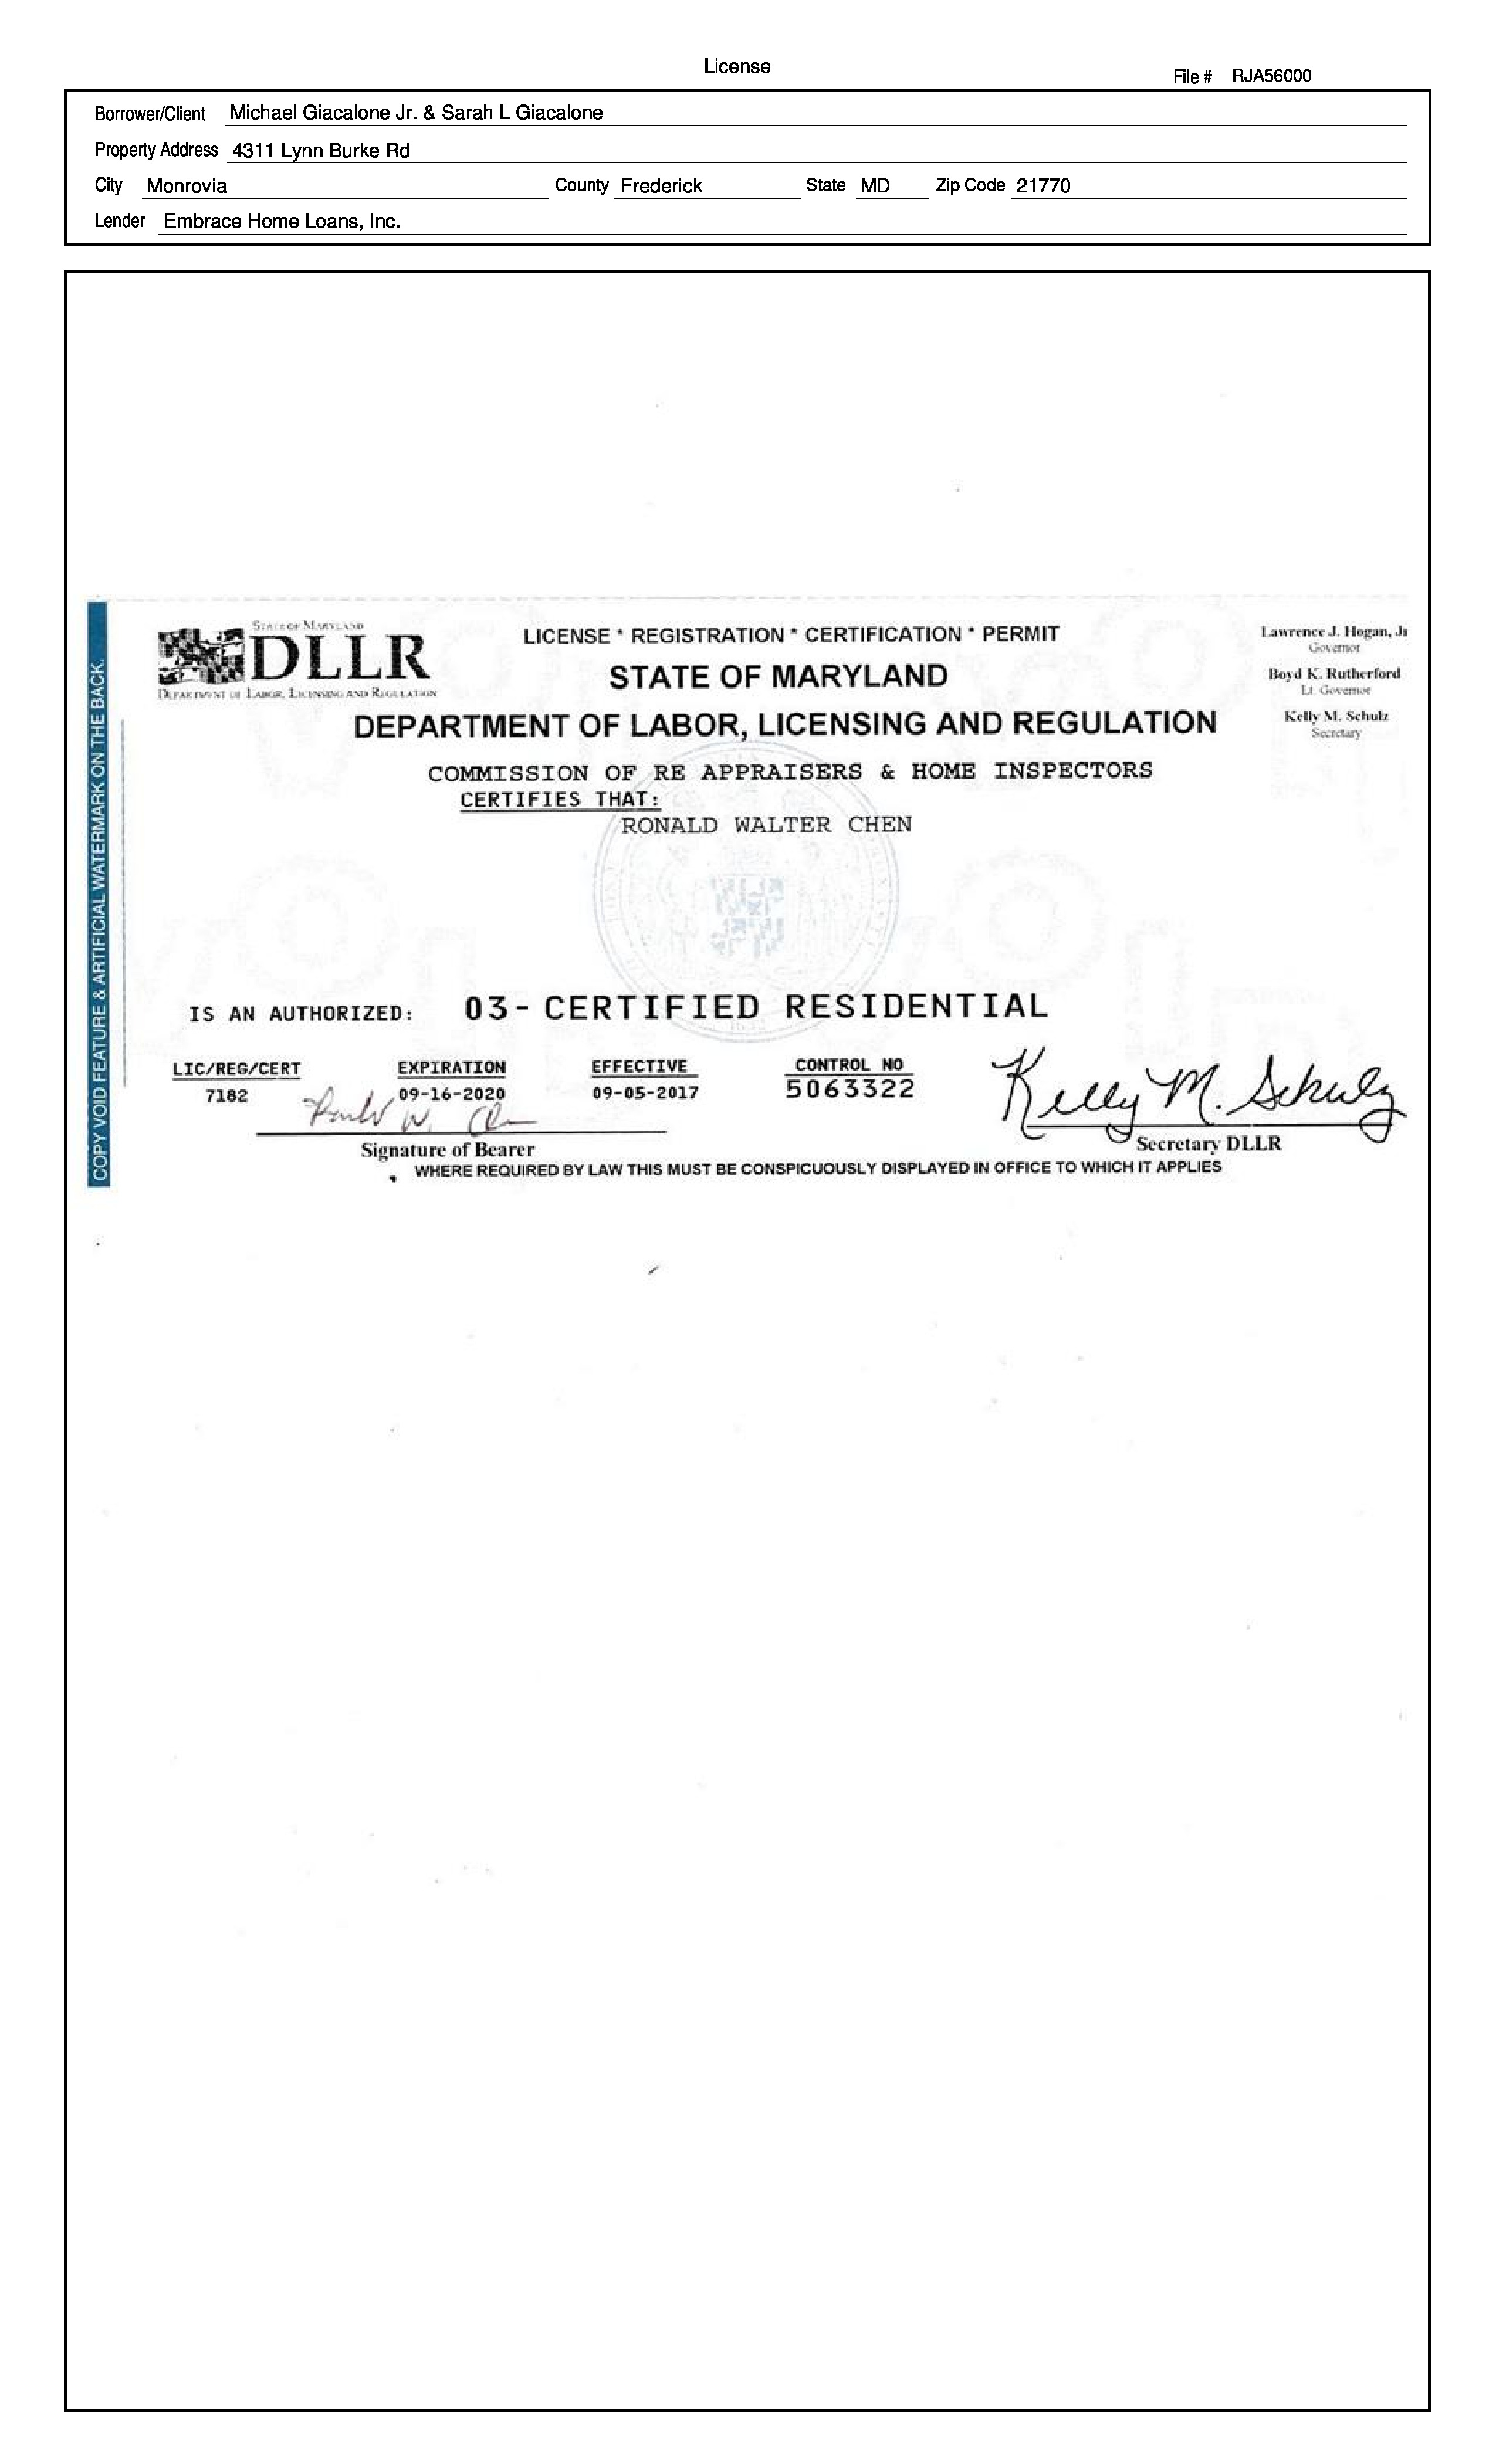 License
File # RJA56000
Borrower/Client Michael Giacalone Jr. & Sarah L Giacalone
Property Address 4311 Lynn Burke Rd
City Monrovia County Frederick State MD Zip Code 21770
Lender Embrace Home Loans, Inc.
COPY VOID FEATURE & ARTIFICIAL WATERMARK ON THE BACK.
STATE OF MARYLAND
DLLR
DEPARTMENT OF LABOR, LICENSING AND REGULATION
LICENSE * REGISTRATION * CERTIFICATION * PERMIT
STATE OF MARYLAND
DEPARTMENT OF LABOR, LICENSING AND REGULATION
Lawrence J. Hogan, Jr
Governor
Boyd K. Rutherford
Lt. Governor
Kelly M. Schulz
Secretary
COMMISSION OF RE APPRAISERS & HOME INSPECTORS
CERTIFIES THAT:
RONALD WALTER CHEN
IS AN AUTHORIZED: 03-CERTIFIED RESIDENTIAL
LIC/REG/CERT EXPIRATION EFFECTIVE CONTROL NO
7182 09-16-2020 09-05-2017 5063322
Kelly M. Schulz
Signature of Bearer
Secretary DLLR
WHERE REQUIRED BY LAW THIS MUST BE CONSPICUOUSLY DISPLAYED IN OFFICE TO WHICH IT APPLIES